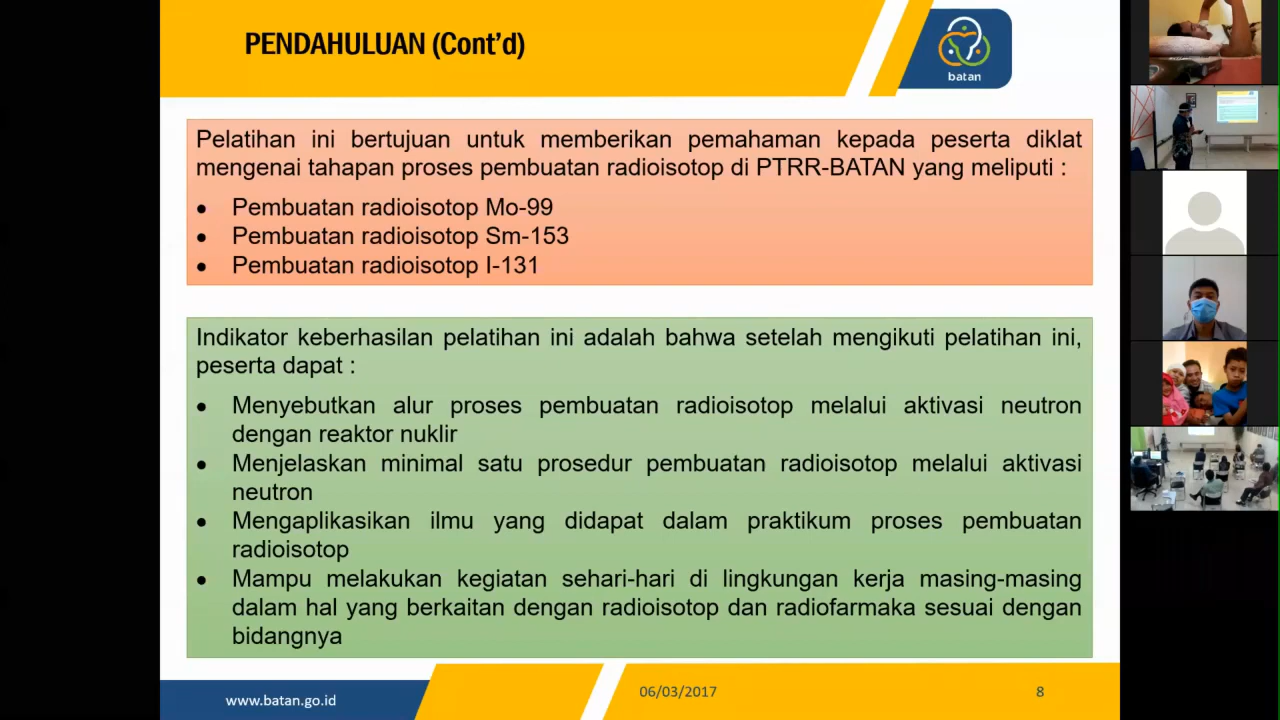 PENDAHULUAN (Cont'd)
batan
Pelatihan ini bertujuan untuk memberikan pemahaman kepada peserta diklat
mengenai tahapan proses pembuatan radioisotop di PTRR-BATAN yang meliputi :
• Pembuatan radioisotop Mo-99
• Pembuatan radioisotop Sm-153
• Pembuatan radioisotop I-131
Indikator keberhasilan pelatihan ini adalah bahwa setelah mengikuti pelatihan ini,
peserta dapat :
• Menyebutkan alur proses pembuatan radioisotop melalui aktivasi neutron
dengan reaktor nuklir
• Menjelaskan minimal satu prosedur pembuatan radioisotop melalui aktivasi
neutron
• Mengaplikasikan ilmu yang didapat dalam praktikum proses pembuatan
radioisotop
• Mampu melakukan kegiatan sehari-hari di lingkungan kerja masing-masing
dalam hal yang berkaitan dengan radioisotop dan radiofarmaka sesuai dengan
bidangnya
www.batan.go.id
06/03/2017
8